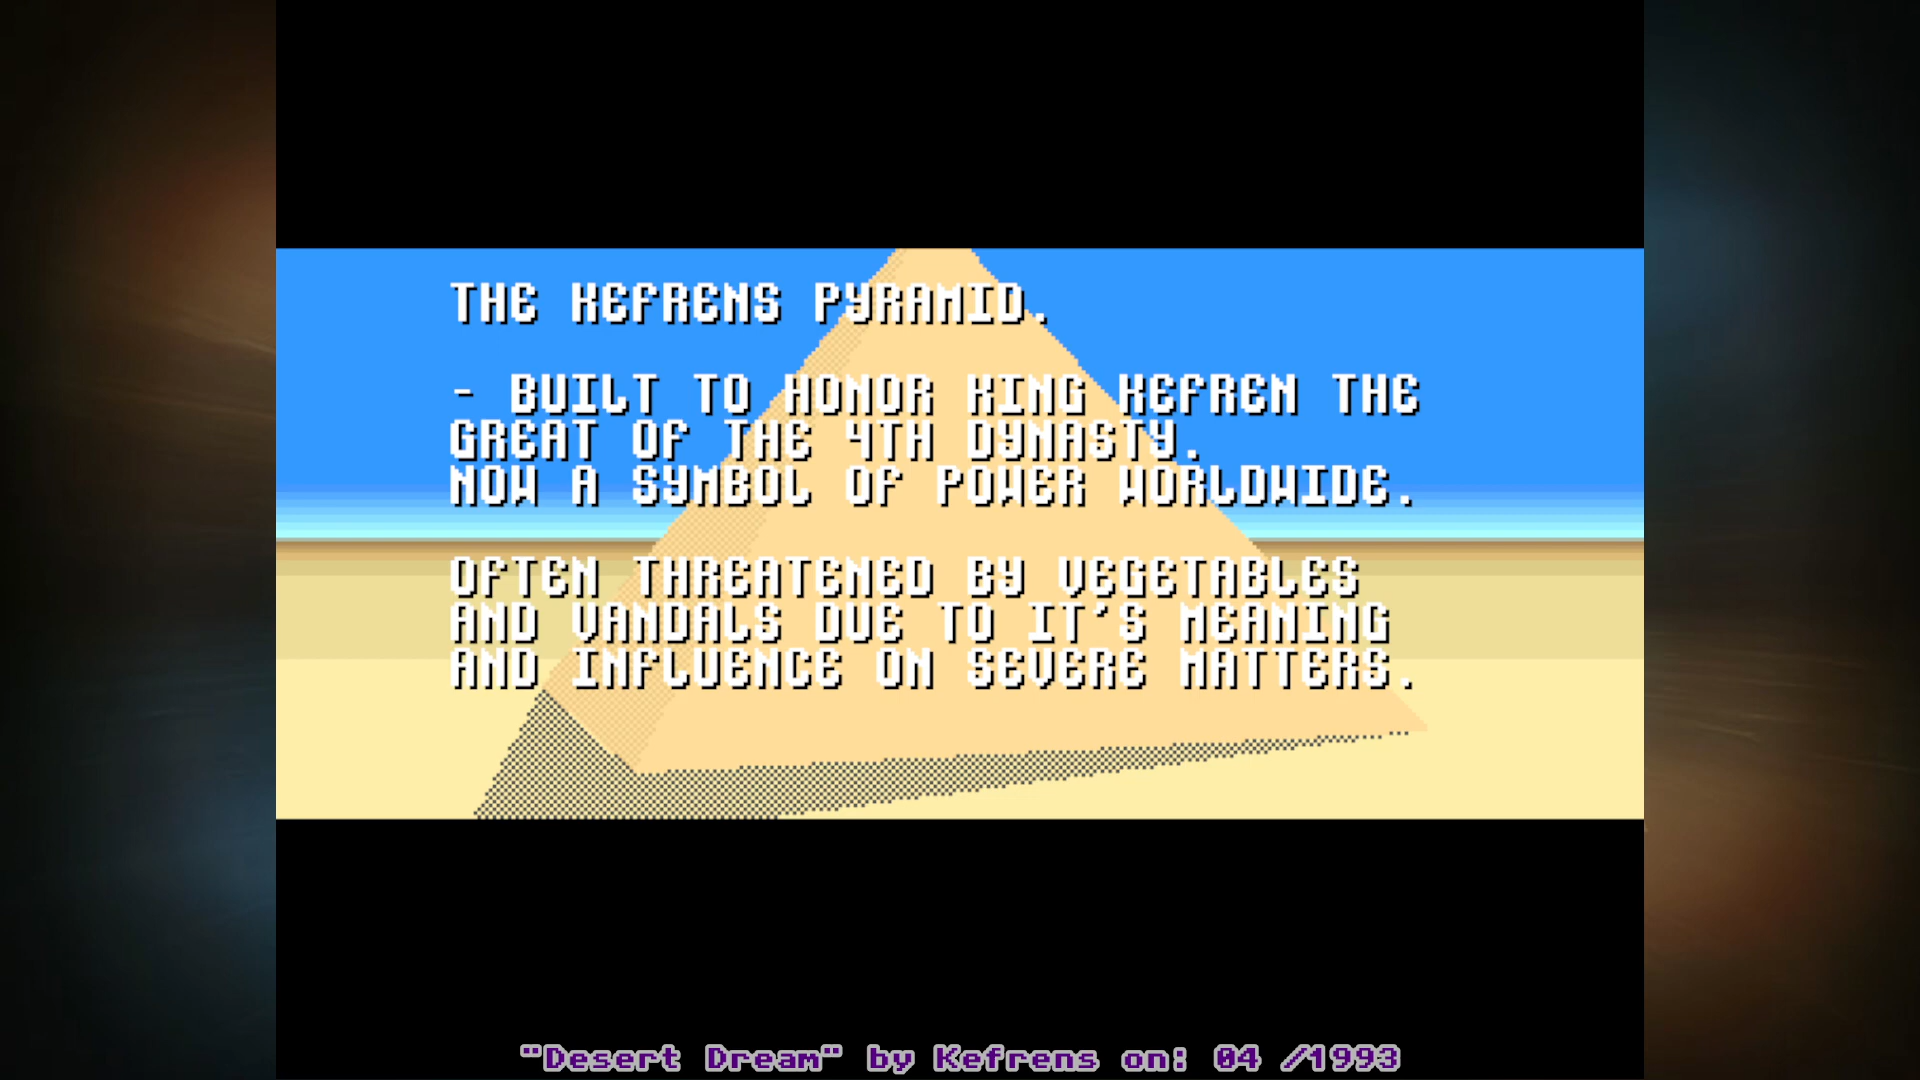 THE KEFRENS PYRAMID.
- BUILT TO HONOR KING KEFREN THE
GREAT OF THE 4TH DYNASTY.
NOW A SYMBOL OF POWER WORLDWIDE.
OFTEN THREATENED BY VEGETABLES
AND VANDALS DUE TO IT'S MEANING
AND INFLUENCE ON SEVERE MATTERS.
"Desert Dream" by Kefrens on: 04 /1993